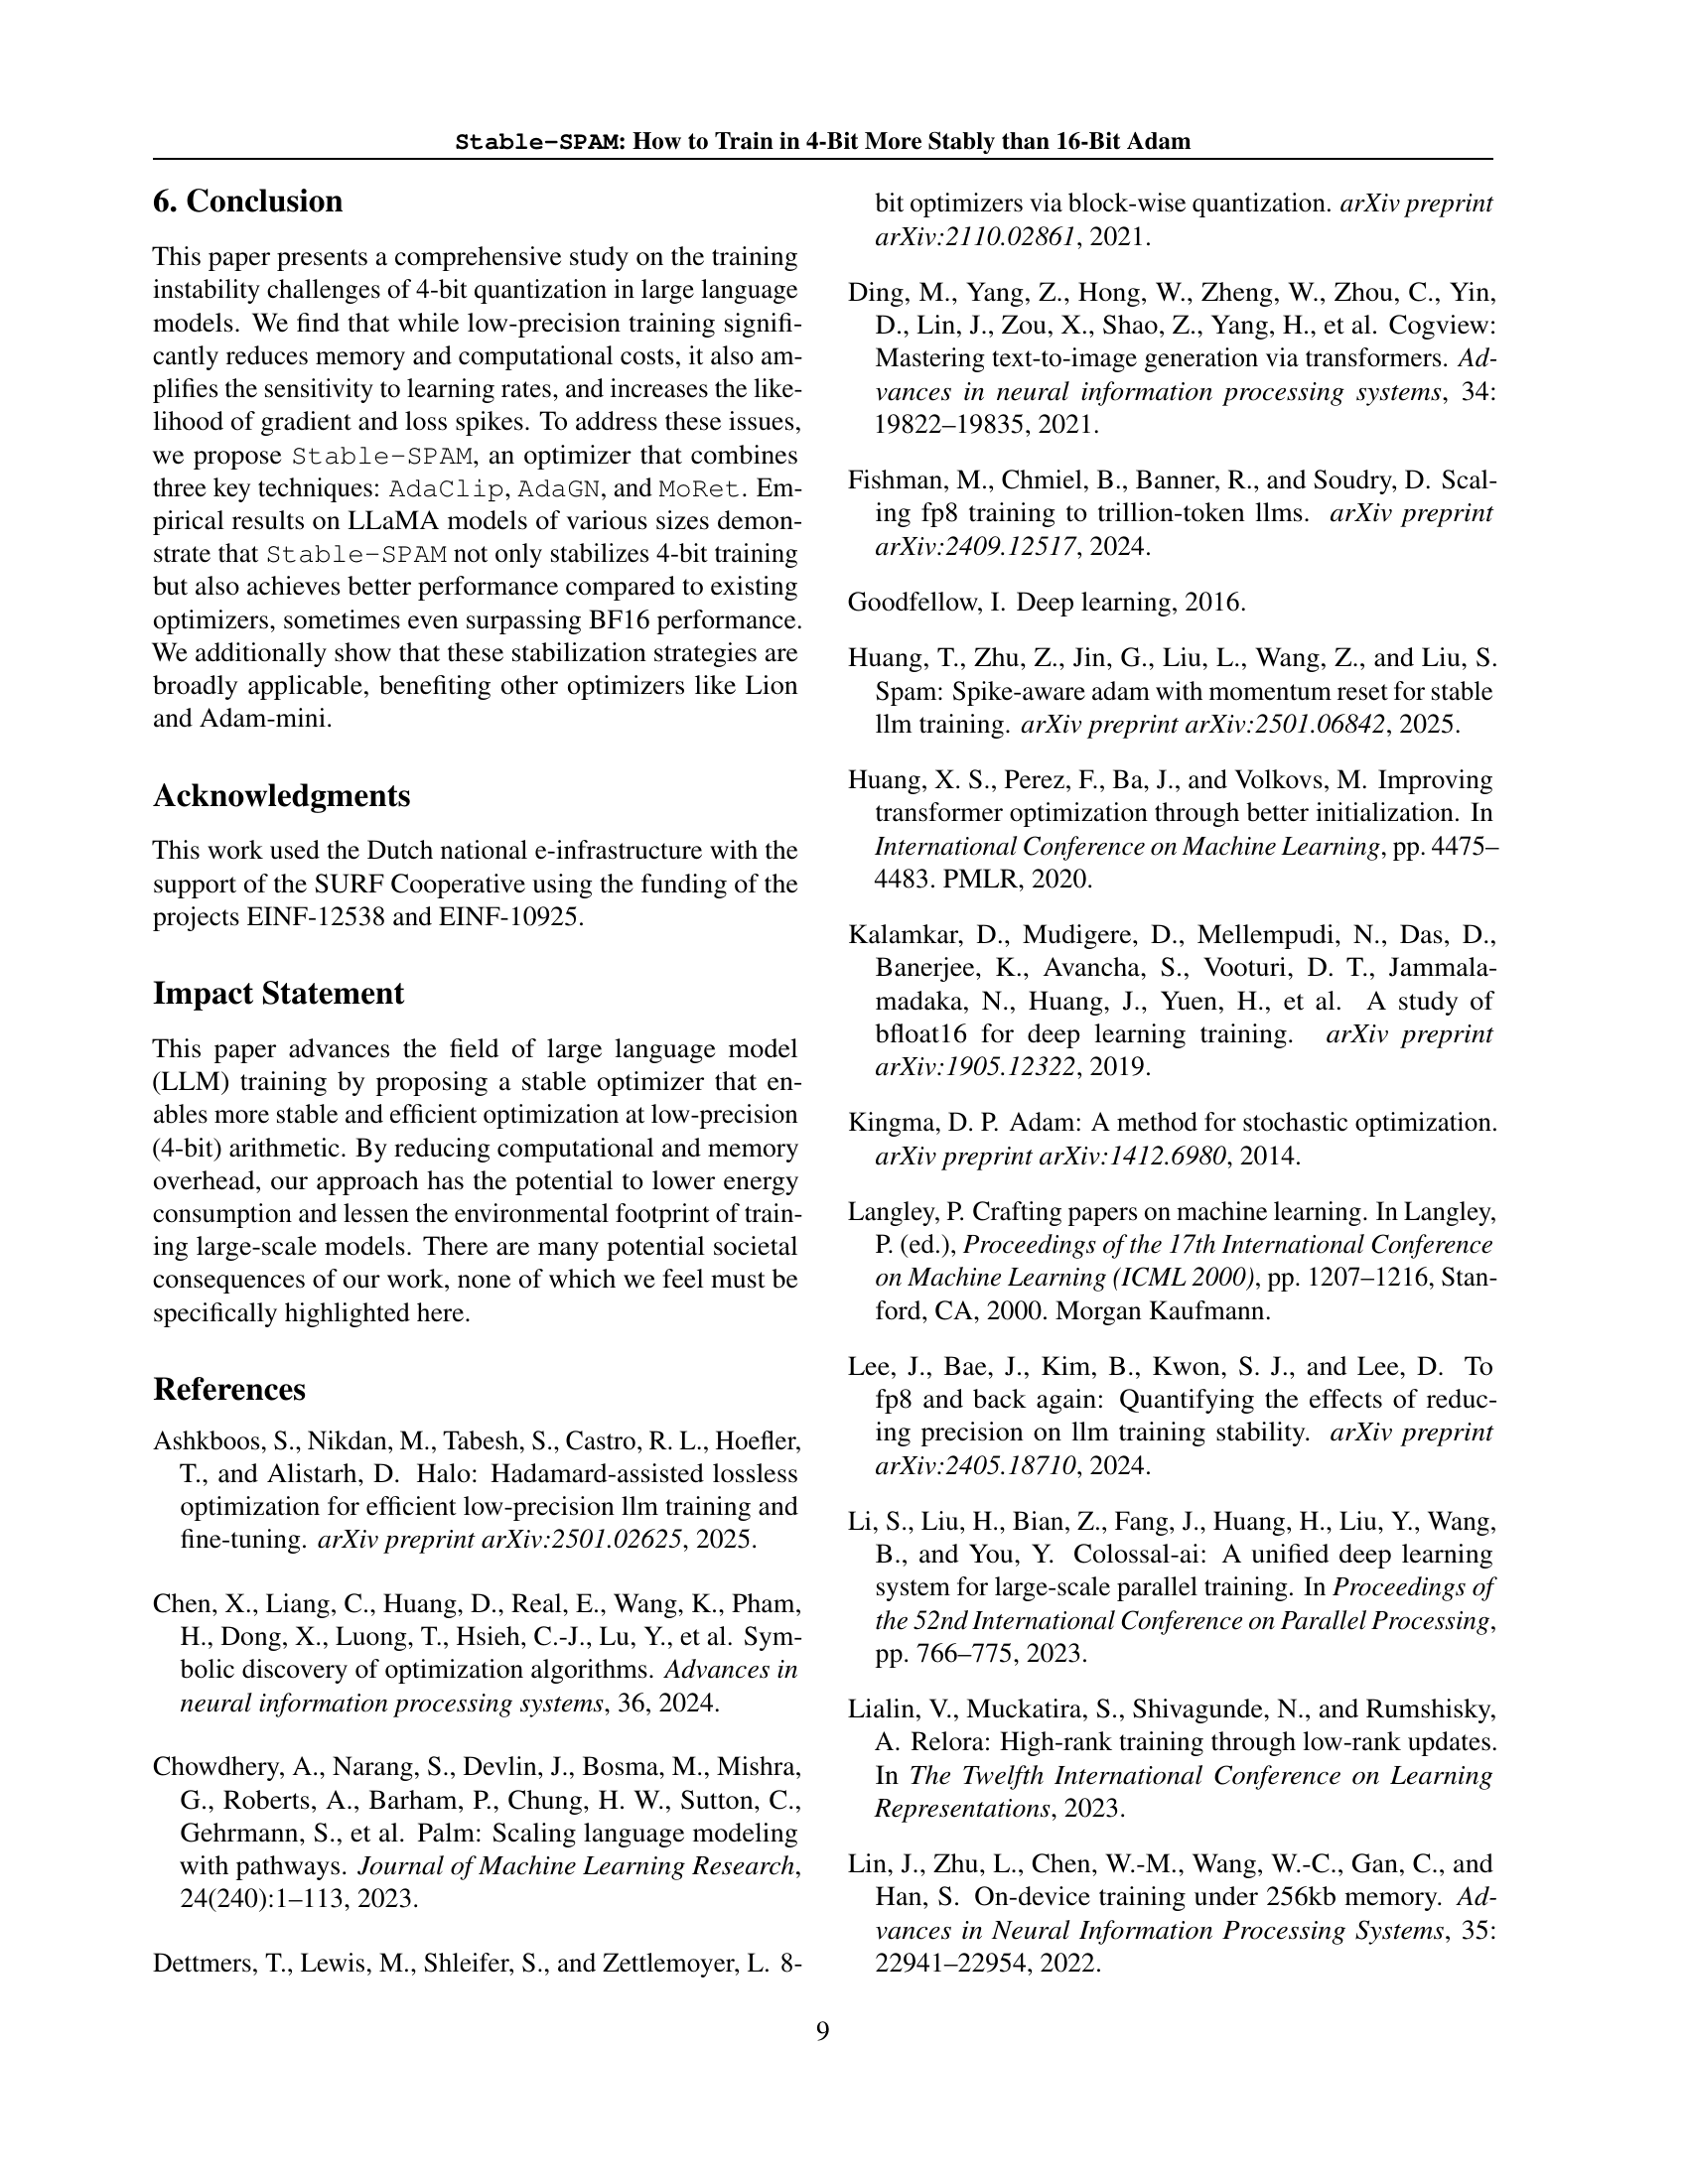 Stable-SPAM: How to Train in 4-Bit More Stably than 16-Bit Adam
6. Conclusion
This paper presents a comprehensive study on the training
instability challenges of 4-bit quantization in large language
models. We find that while low-precision training signifi-
cantly reduces memory and computational costs, it also am-
plifies the sensitivity to learning rates, and increases the like-
lihood of gradient and loss spikes. To address these issues,
we propose Stable-SPAM, an optimizer that combines
three key techniques: AdaClip, AdaGN, and MoRet. Em-
pirical results on LLaMA models of various sizes demon-
strate that Stable-SPAM not only stabilizes 4-bit training
but also achieves better performance compared to existing
optimizers, sometimes even surpassing BF16 performance.
We additionally show that these stabilization strategies are
broadly applicable, benefiting other optimizers like Lion
and Adam-mini.
Acknowledgments
This work used the Dutch national e-infrastructure with the
support of the SURF Cooperative using the funding of the
projects EINF-12538 and EINF-10925.
Impact Statement
This paper advances the field of large language model
(LLM) training by proposing a stable optimizer that en-
ables more stable and efficient optimization at low-precision
(4-bit) arithmetic. By reducing computational and memory
overhead, our approach has the potential to lower energy
consumption and lessen the environmental footprint of train-
ing large-scale models. There are many potential societal
consequences of our work, none of which we feel must be
specifically highlighted here.
References
Ashkboos, S., Nikdan, M., Tabesh, S., Castro, R. L., Hoefler,
T., and Alistarh, D. Halo: Hadamard-assisted lossless
optimization for efficient low-precision llm training and
fine-tuning. arXiv preprint arXiv:2501.02625, 2025.
Chen, X., Liang, C., Huang, D., Real, E., Wang, K., Pham,
H., Dong, X., Luong, T., Hsieh, C.-J., Lu, Y., et al. Sym-
bolic discovery of optimization algorithms. Advances in
neural information processing systems, 36, 2024.
Chowdhery, A., Narang, S., Devlin, J., Bosma, M., Mishra,
G., Roberts, A., Barham, P., Chung, H. W., Sutton, C.,
Gehrmann, S., et al. Palm: Scaling language modeling
with pathways. Journal of Machine Learning Research,
24(240):1–113, 2023.
Dettmers, T., Lewis, M., Shleifer, S., and Zettlemoyer, L. 8-
bit optimizers via block-wise quantization. arXiv preprint
arXiv:2110.02861, 2021.
Ding, M., Yang, Z., Hong, W., Zheng, W., Zhou, C., Yin,
D., Lin, J., Zou, X., Shao, Z., Yang, H., et al. Cogview:
Mastering text-to-image generation via transformers. Ad-
vances in neural information processing systems, 34:
19822–19835, 2021.
Fishman, M., Chmiel, B., Banner, R., and Soudry, D. Scal-
ing fp8 training to trillion-token llms. arXiv preprint
arXiv:2409.12517, 2024.
Goodfellow, I. Deep learning, 2016.
Huang, T., Zhu, Z., Jin, G., Liu, L., Wang, Z., and Liu, S.
Spam: Spike-aware adam with momentum reset for stable
llm training. arXiv preprint arXiv:2501.06842, 2025.
Huang, X. S., Perez, F., Ba, J., and Volkovs, M. Improving
transformer optimization through better initialization. In
International Conference on Machine Learning, pp. 4475–
4483. PMLR, 2020.
Kalamkar, D., Mudigere, D., Mellempudi, N., Das, D.,
Banerjee, K., Avancha, S., Vooturi, D. T., Jammala-
madaka, N., Huang, J., Yuen, H., et al. A study of
bfloat16 for deep learning training. arXiv preprint
arXiv:1905.12322, 2019.
Kingma, D. P. Adam: A method for stochastic optimization.
arXiv preprint arXiv:1412.6980, 2014.
Langley, P. Crafting papers on machine learning. In Langley,
P. (ed.), Proceedings of the 17th International Conference
on Machine Learning (ICML 2000), pp. 1207–1216, Stan-
ford, CA, 2000. Morgan Kaufmann.
Lee, J., Bae, J., Kim, B., Kwon, S. J., and Lee, D. To
fp8 and back again: Quantifying the effects of reduc-
ing precision on llm training stability. arXiv preprint
arXiv:2405.18710, 2024.
Li, S., Liu, H., Bian, Z., Fang, J., Huang, H., Liu, Y., Wang,
B., and You, Y. Colossal-ai: A unified deep learning
system for large-scale parallel training. In Proceedings of
the 52nd International Conference on Parallel Processing,
pp. 766–775, 2023.
Lialin, V., Muckatira, S., Shivagunde, N., and Rumshisky,
A. Relora: High-rank training through low-rank updates.
In The Twelfth International Conference on Learning
Representations, 2023.
Lin, J., Zhu, L., Chen, W.-M., Wang, W.-C., Gan, C., and
Han, S. On-device training under 256kb memory. Ad-
vances in Neural Information Processing Systems, 35:
22941–22954, 2022.
9